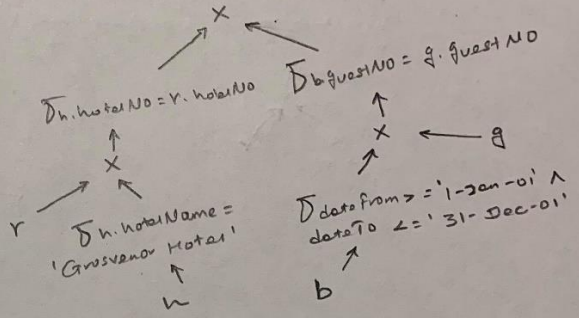 ×
σh.hotelNo = r.hotelNo
σb.guestNO = g.guestNO
×
×
g
r
σh.hotelName =
'Grosvenor Hotel'
σdateFrom >= '1-Jan-01' ∧
dateTo <= '31-Dec-01'
h
b